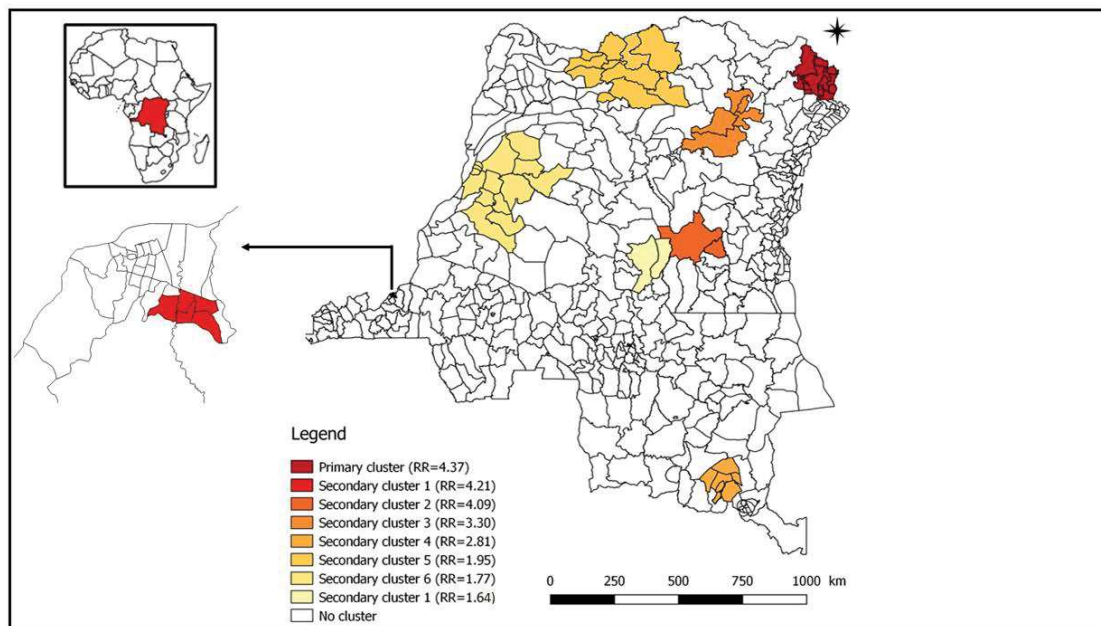 Legend
Primary cluster (RR=4.37)
Secondary cluster 1 (RR=4.21)
Secondary cluster 2 (RR=4.09)
Secondary cluster 3 (RR=3.30)
Secondary cluster 4 (RR=2.81)
Secondary cluster 5 (RR=1.95)
Secondary cluster 6 (RR=1.77)
Secondary cluster 1 (RR=1.64)
No cluster
0 250 500 750 1000 km